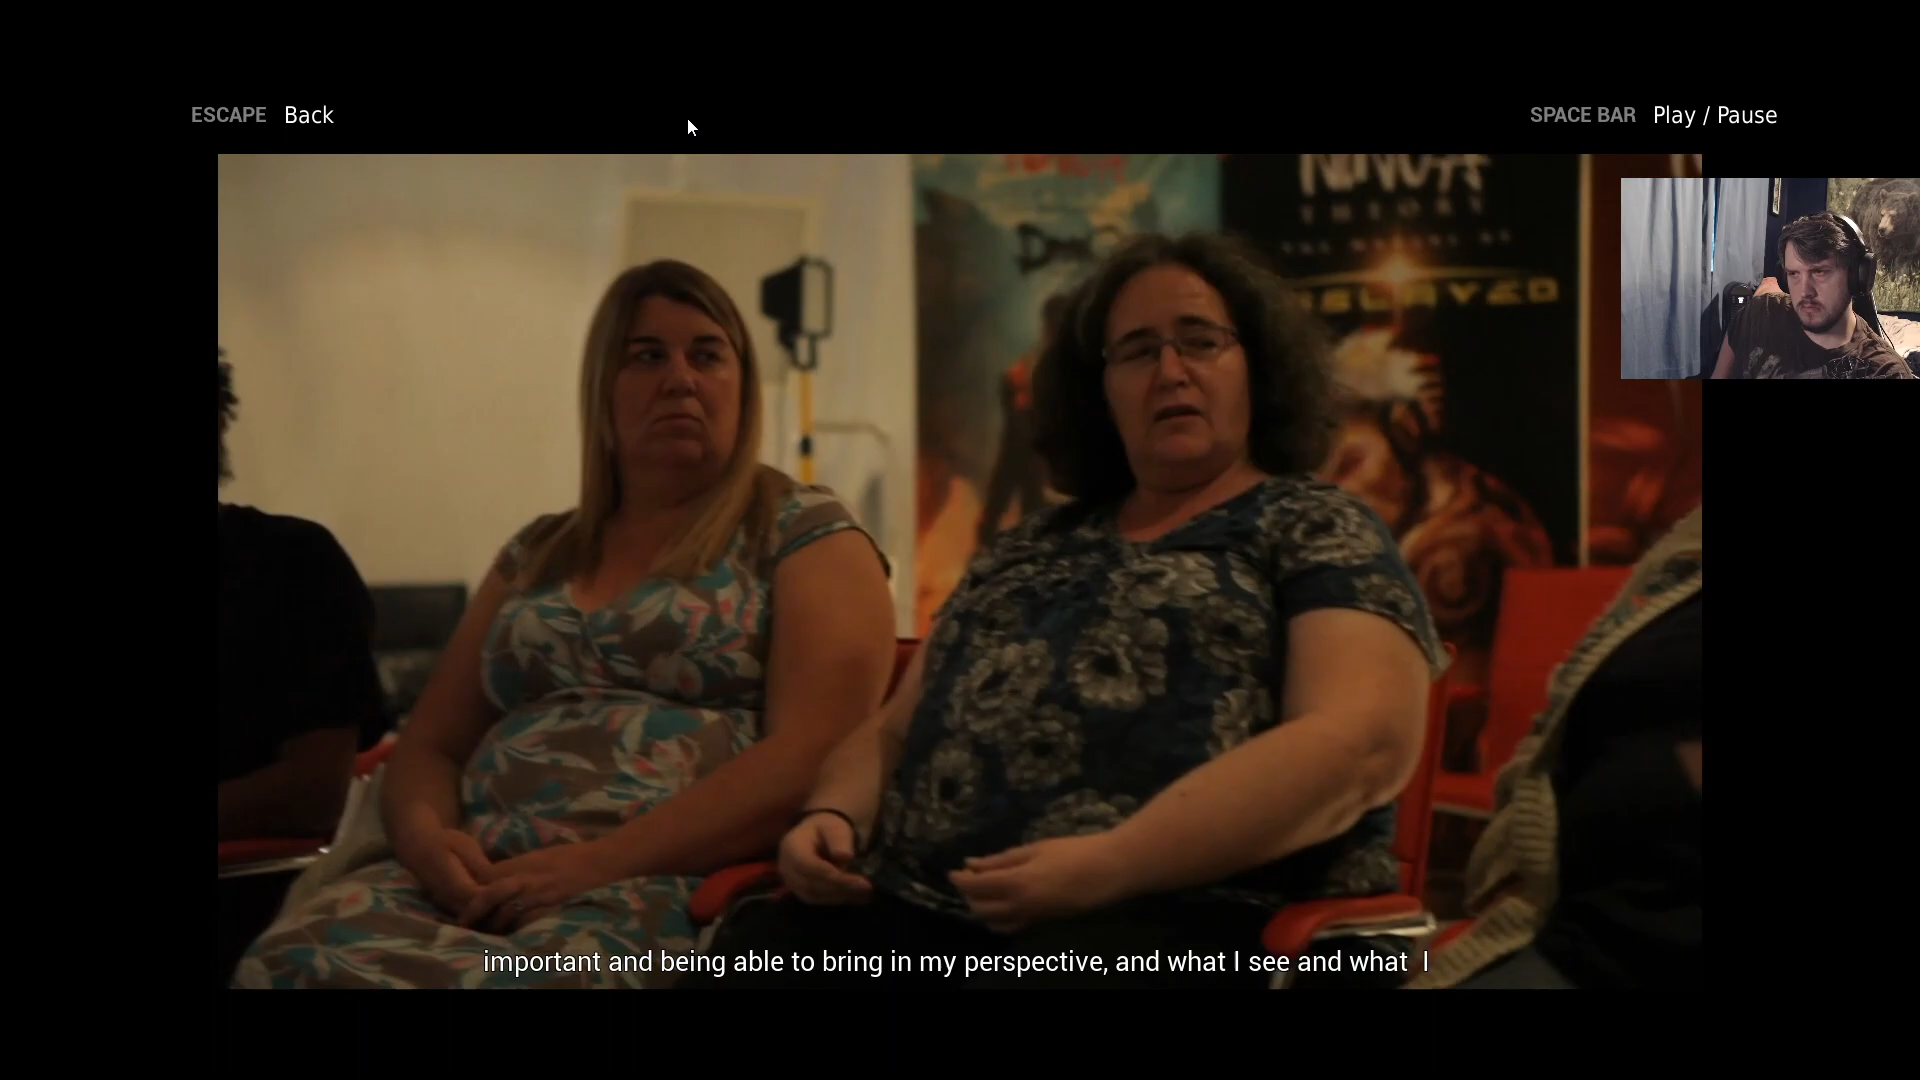 ESCAPE Back
SPACE BAR Play / Pause
NINJA
THEORY
important and being able to bring in my perspective, and what I see and what I